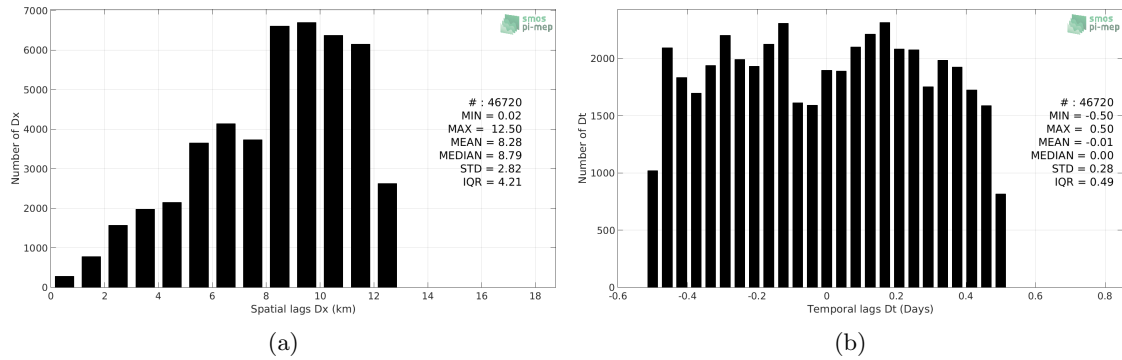 7000
6000
5000
4000
3000
2000
1000
0
Number of Dx
smos
pi-mep
# : 46720
MIN = 0.02
MAX = 12.50
MEAN = 8.28
MEDIAN = 8.79
STD = 2.82
IQR = 4.21
0 2 4 6 8 10 12 14 16 18
Spatial lags Dx (km)
(a)
2000
1500
1000
500
0
Number of Dt
smos
pi-mep
# : 46720
MIN = -0.50
MAX = 0.50
MEAN = -0.01
MEDIAN = 0.00
STD = 0.28
IQR = 0.49
-0.6 -0.4 -0.2 0 0.2 0.4 0.6 0.8
Temporal lags Dt (Days)
(b)